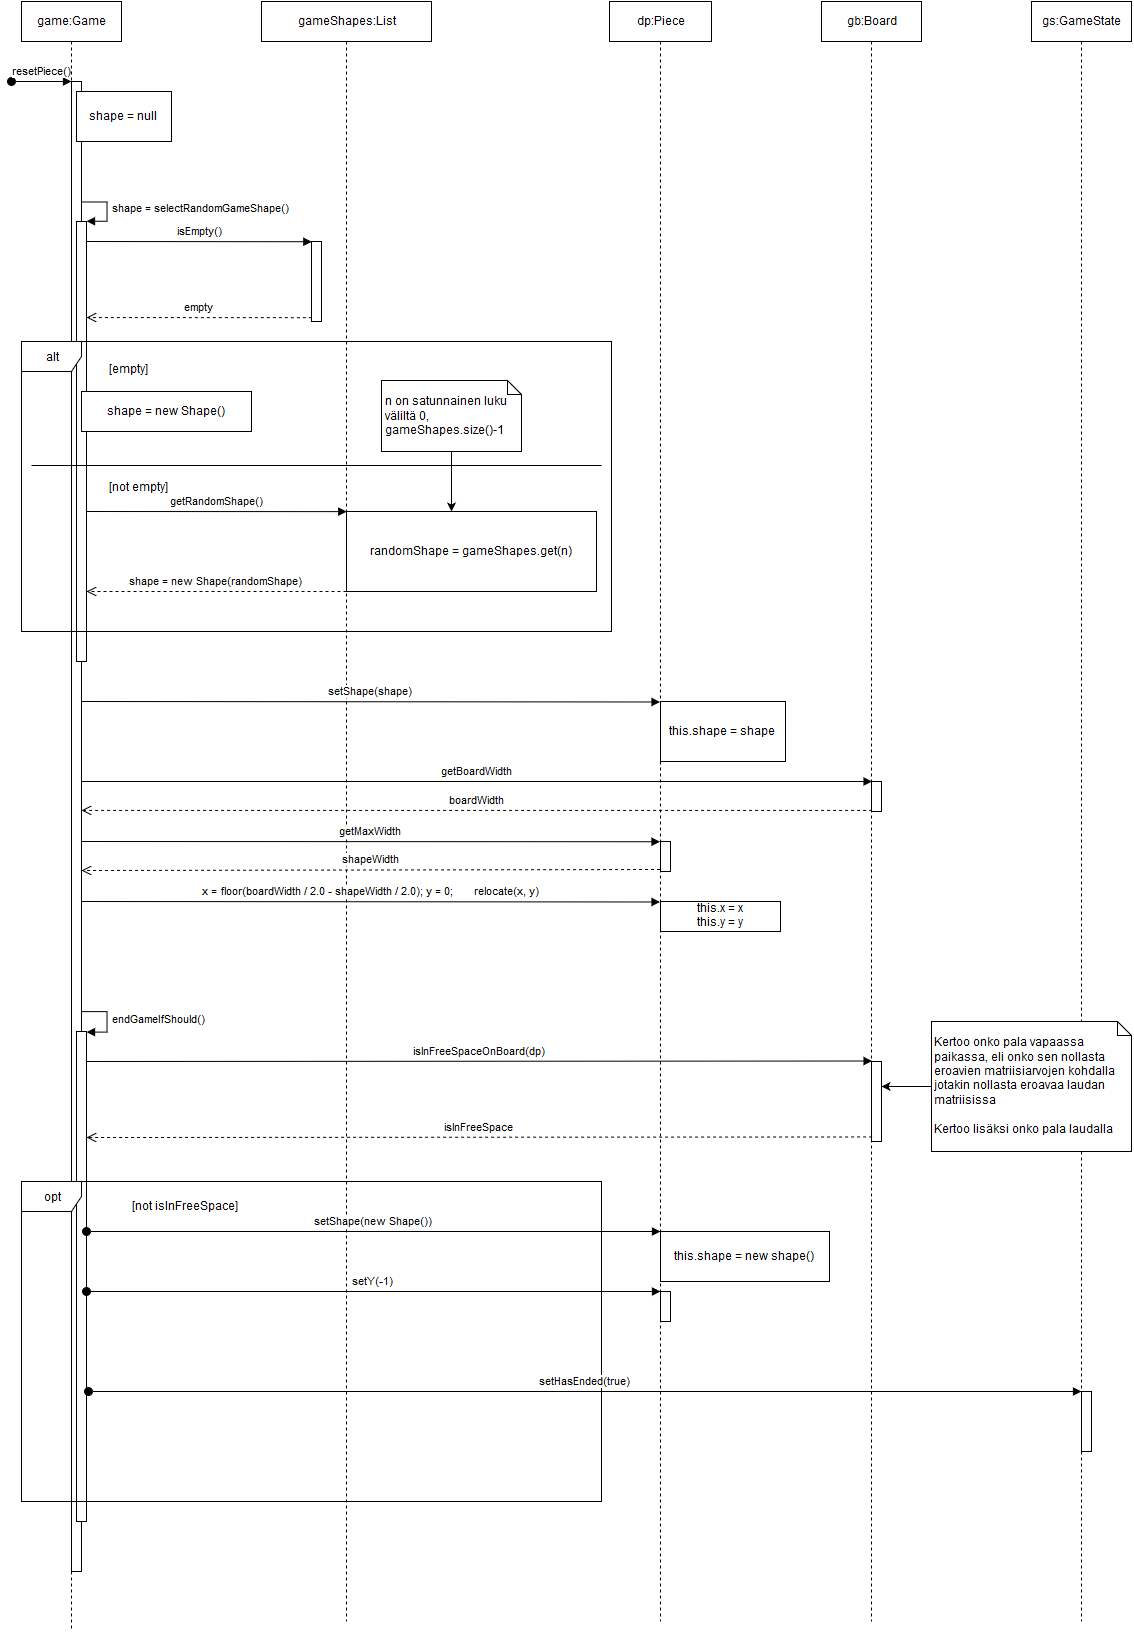 game:Game
gameShapes:List
dp:Piece
gb:Board
gs:GameState
resetPiece()
shape = null
shape = selectRandomGameShape()
isEmpty()
empty
alt
[empty]
shape = new Shape()
n on satunnainen luku
väliltä 0,
gameShapes.size()-1
[not empty]
getRandomShape()
randomShape = gameShapes.get(n)
shape = new Shape(randomShape)
setShape(shape)
this.shape = shape
getBoardWidth
boardWidth
getMaxWidth
shapeWidth
x = floor(boardWidth / 2.0 - shapeWidth / 2.0); y = 0; relocate(x, y)
this.x = x
this.y = y
endGameIfShould()
isInFreeSpaceOnBoard(dp)
Kertoo onko pala vapaassa
paikassa, eli onko sen nollasta
eroavien matriisiarvojen kohdalla
jotakin nollasta eroavaa laudan
matriisissa
Kertoo lisäksi onko pala laudalla
isInFreeSpace
opt
[not isInFreeSpace]
setShape(new Shape())
this.shape = new shape()
setY(-1)
setHasEnded(true)